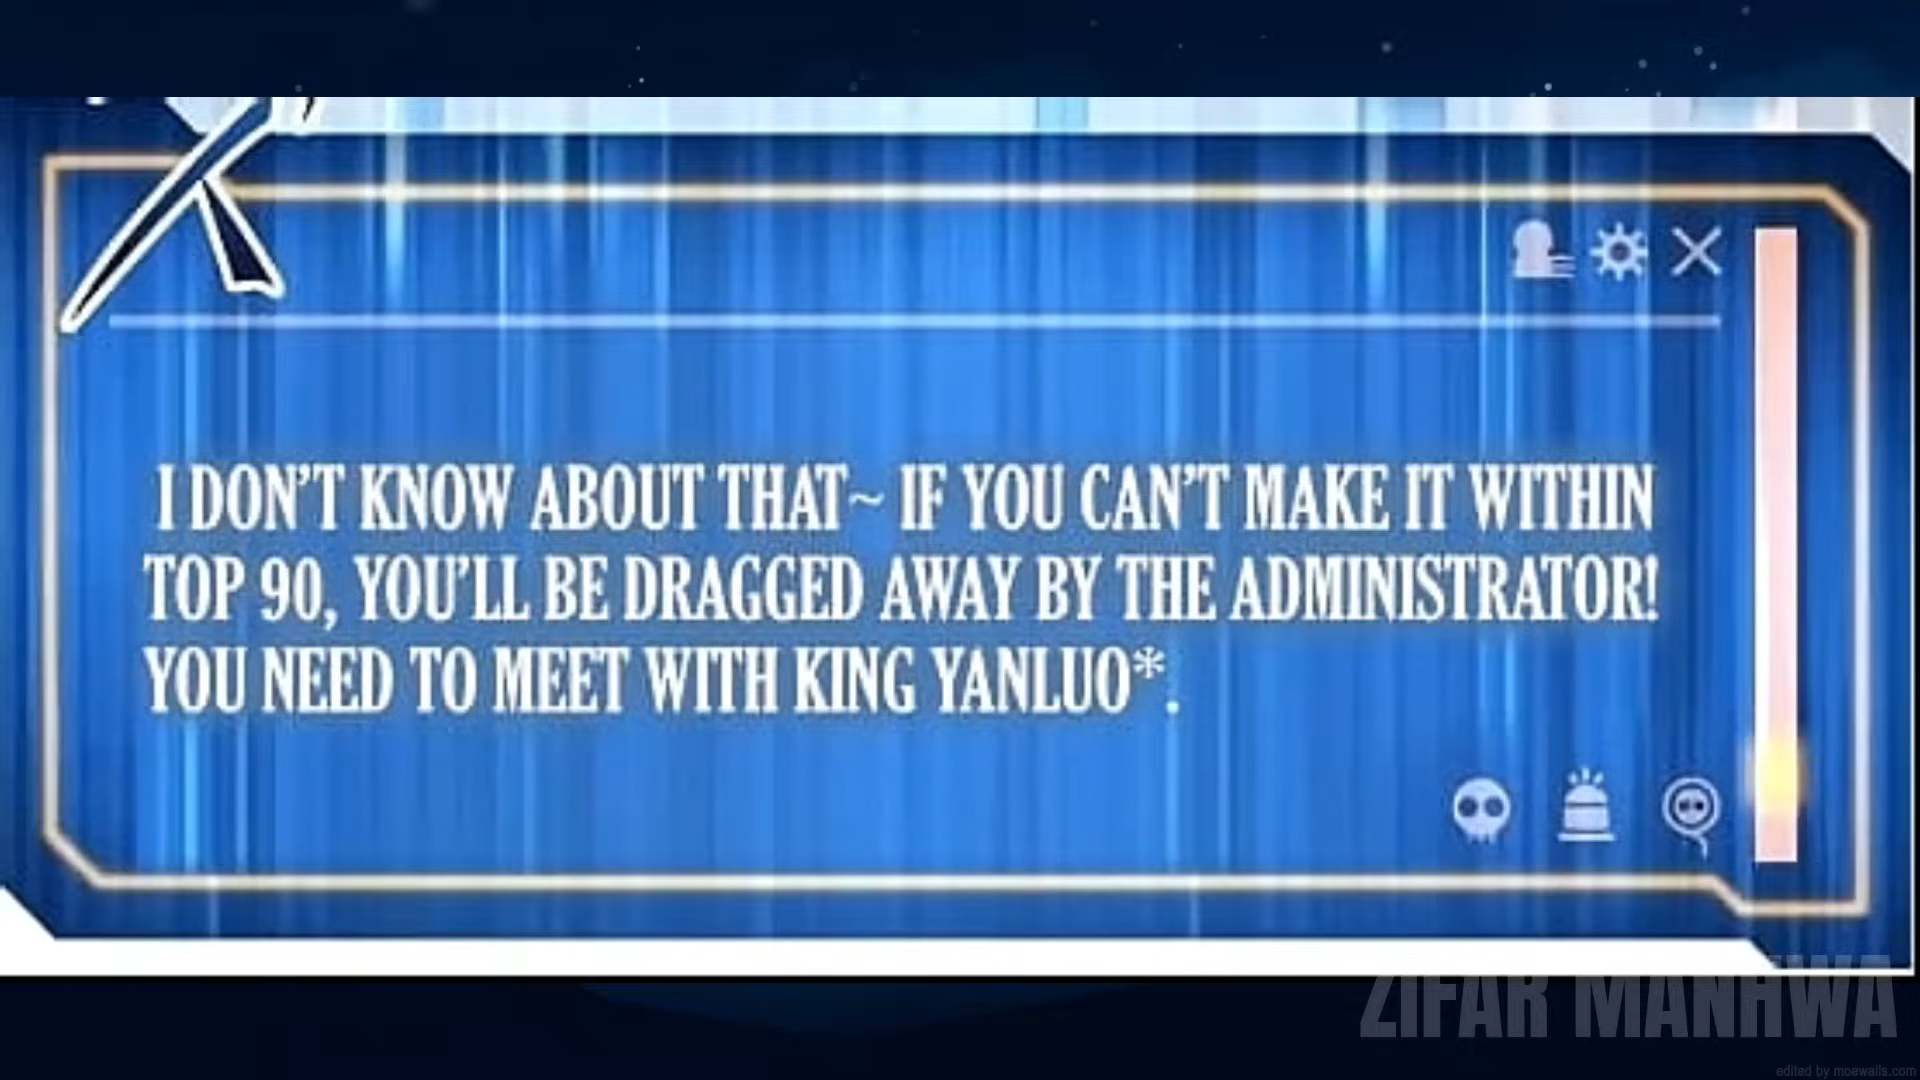 I DON'T KNOW ABOUT THAT~ IF YOU CAN'T MAKE IT WITHIN
TOP 90, YOU'LL BE DRAGGED AWAY BY THE ADMINISTRATOR!
YOU NEED TO MEET WITH KING YANLUO*.
ZIFAR MANHWA
edited by moewalls.com